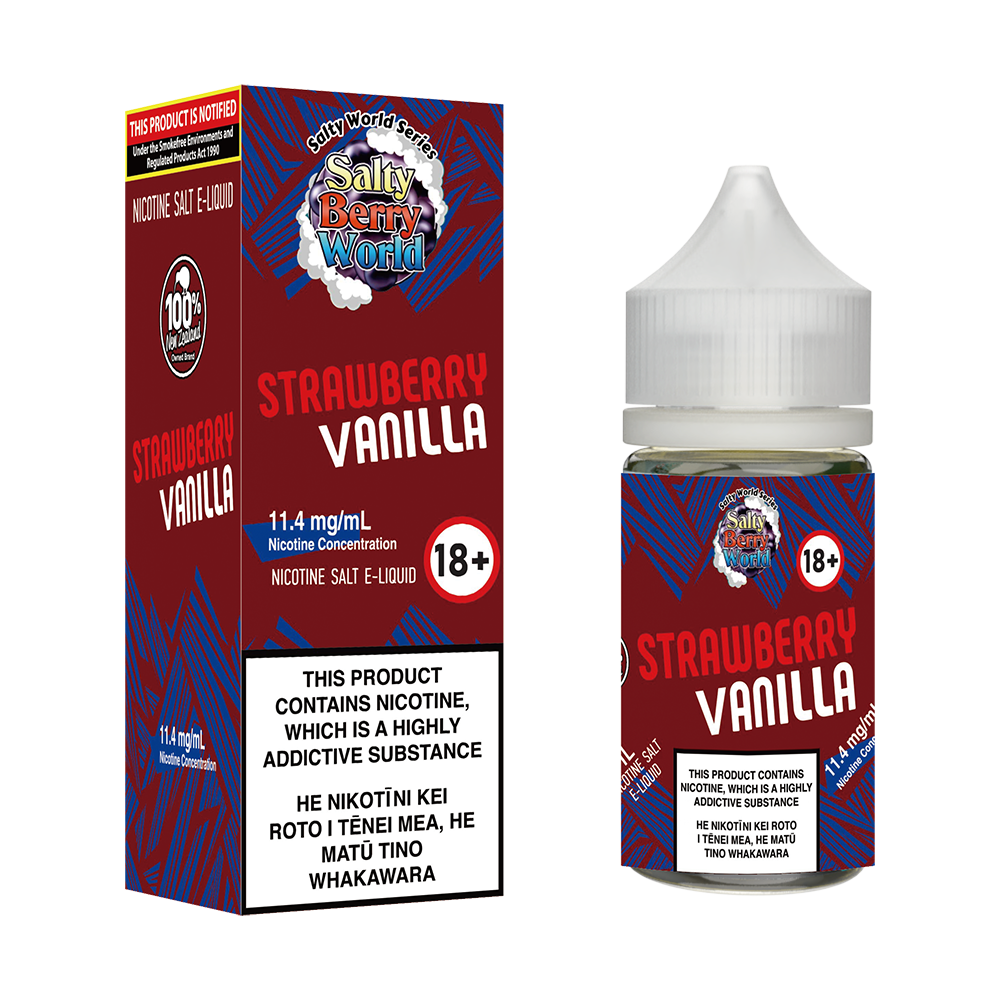 THIS PRODUCT IS NOTIFIED
Under the Smokefree Environments and
Regulated Products Act 1990
NICOTINE SALT E-LIQUID
100%
New Zealand
Owned Brand
STRAWBERRY
VANILLA
11.4 mg/mL
Nicotine Concentration
Salty World Series
Salty
Berry
World
STRAWBERRY
VANILLA
11.4 mg/mL
Nicotine Concentration
NICOTINE SALT E-LIQUID
18+
THIS PRODUCT
CONTAINS NICOTINE,
WHICH IS A HIGHLY
ADDICTIVE SUBSTANCE
HE NIKOTĪNI KEI
ROTO I TĒNEI MEA, HE
MATŪ TINO
WHAKAWARA
Salty World Series
Salty
Berry
World
18+
STRAWBERRY
VANILLA
SALT
E-LIQUID
11.4 mg/mL
Nicotine
THIS PRODUCT CONTAINS
NICOTINE, WHICH IS A HIGHLY
ADDICTIVE SUBSTANCE
HE NIKOTĪNI KEI ROTO
I TĒNEI MEA, HE MATŪ
TINO WHAKAWARA